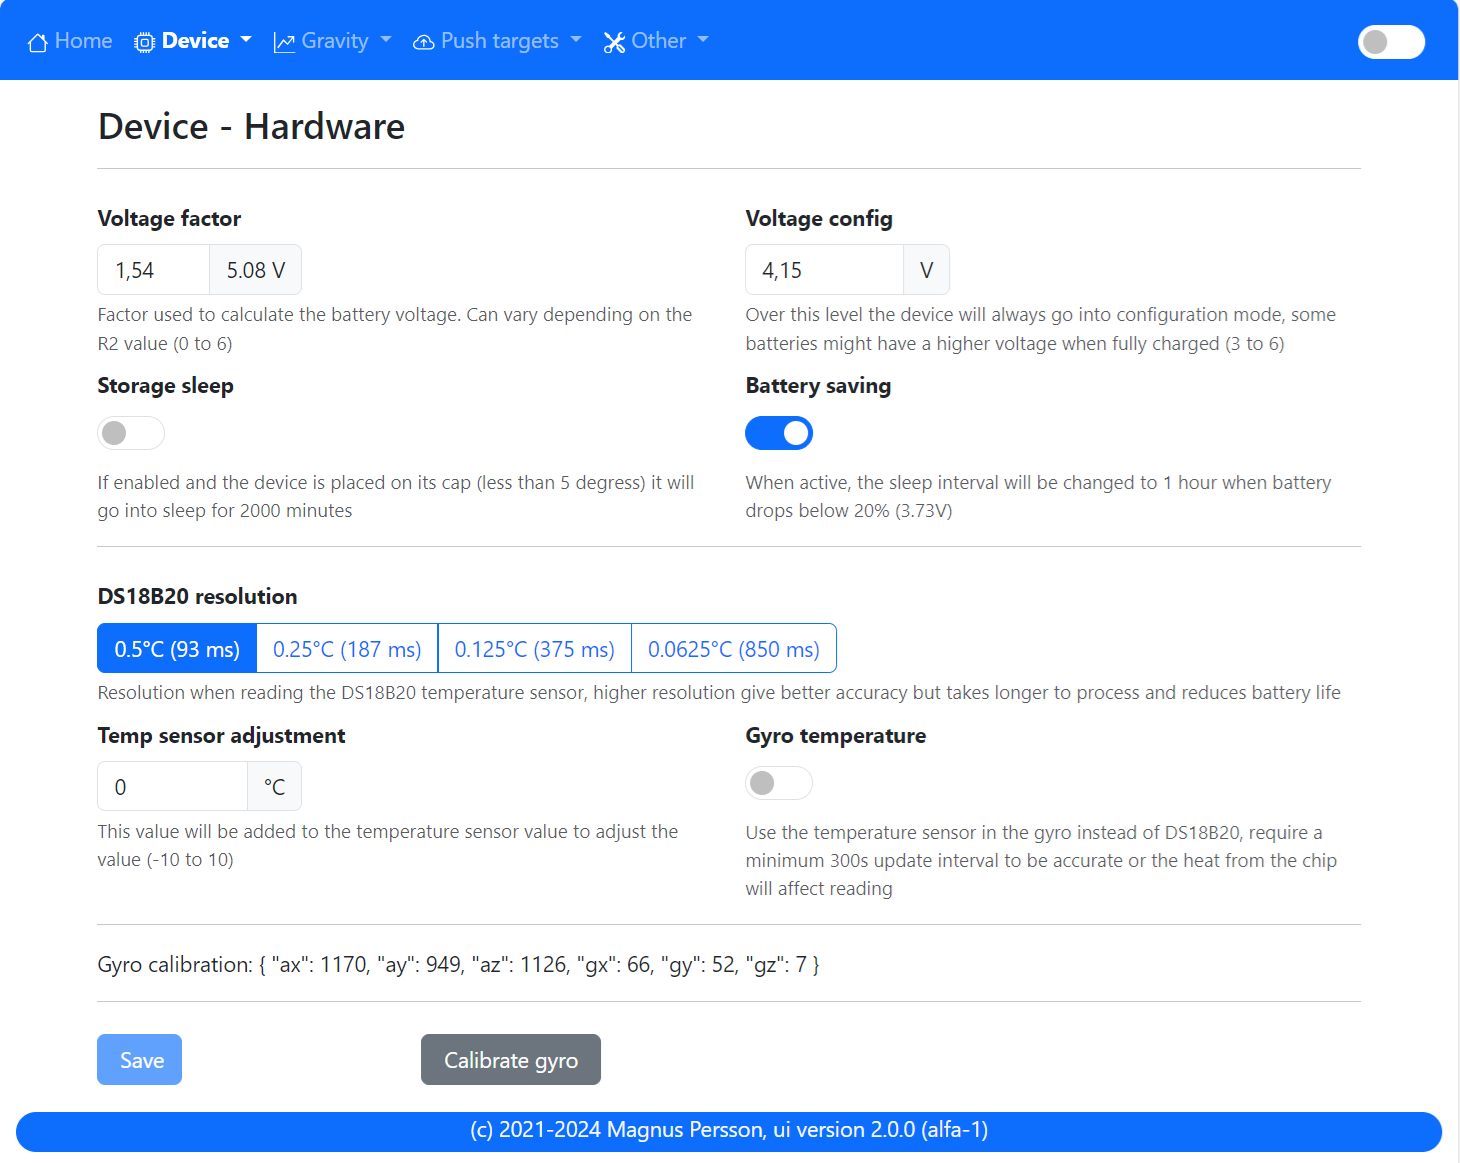 Home Device Gravity Push targets Other
Device - Hardware
Voltage factor
1,54 5.08 V
Factor used to calculate the battery voltage. Can vary depending on the
R2 value (0 to 6)
Voltage config
4,15 V
Over this level the device will always go into configuration mode, some
batteries might have a higher voltage when fully charged (3 to 6)
Storage sleep
If enabled and the device is placed on its cap (less than 5 degress) it will
go into sleep for 2000 minutes
Battery saving
When active, the sleep interval will be changed to 1 hour when battery
drops below 20% (3.73V)
DS18B20 resolution
0.5°C (93 ms) 0.25°C (187 ms) 0.125°C (375 ms) 0.0625°C (850 ms)
Resolution when reading the DS18B20 temperature sensor, higher resolution give better accuracy but takes longer to process and reduces battery life
Temp sensor adjustment
0 °C
This value will be added to the temperature sensor value to adjust the
value (-10 to 10)
Gyro temperature
Use the temperature sensor in the gyro instead of DS18B20, require a
minimum 300s update interval to be accurate or the heat from the chip
will affect reading
Gyro calibration: { "ax": 1170, "ay": 949, "az": 1126, "gx": 66, "gy": 52, "gz": 7 }
Save Calibrate gyro
(c) 2021-2024 Magnus Persson, ui version 2.0.0 (alfa-1)